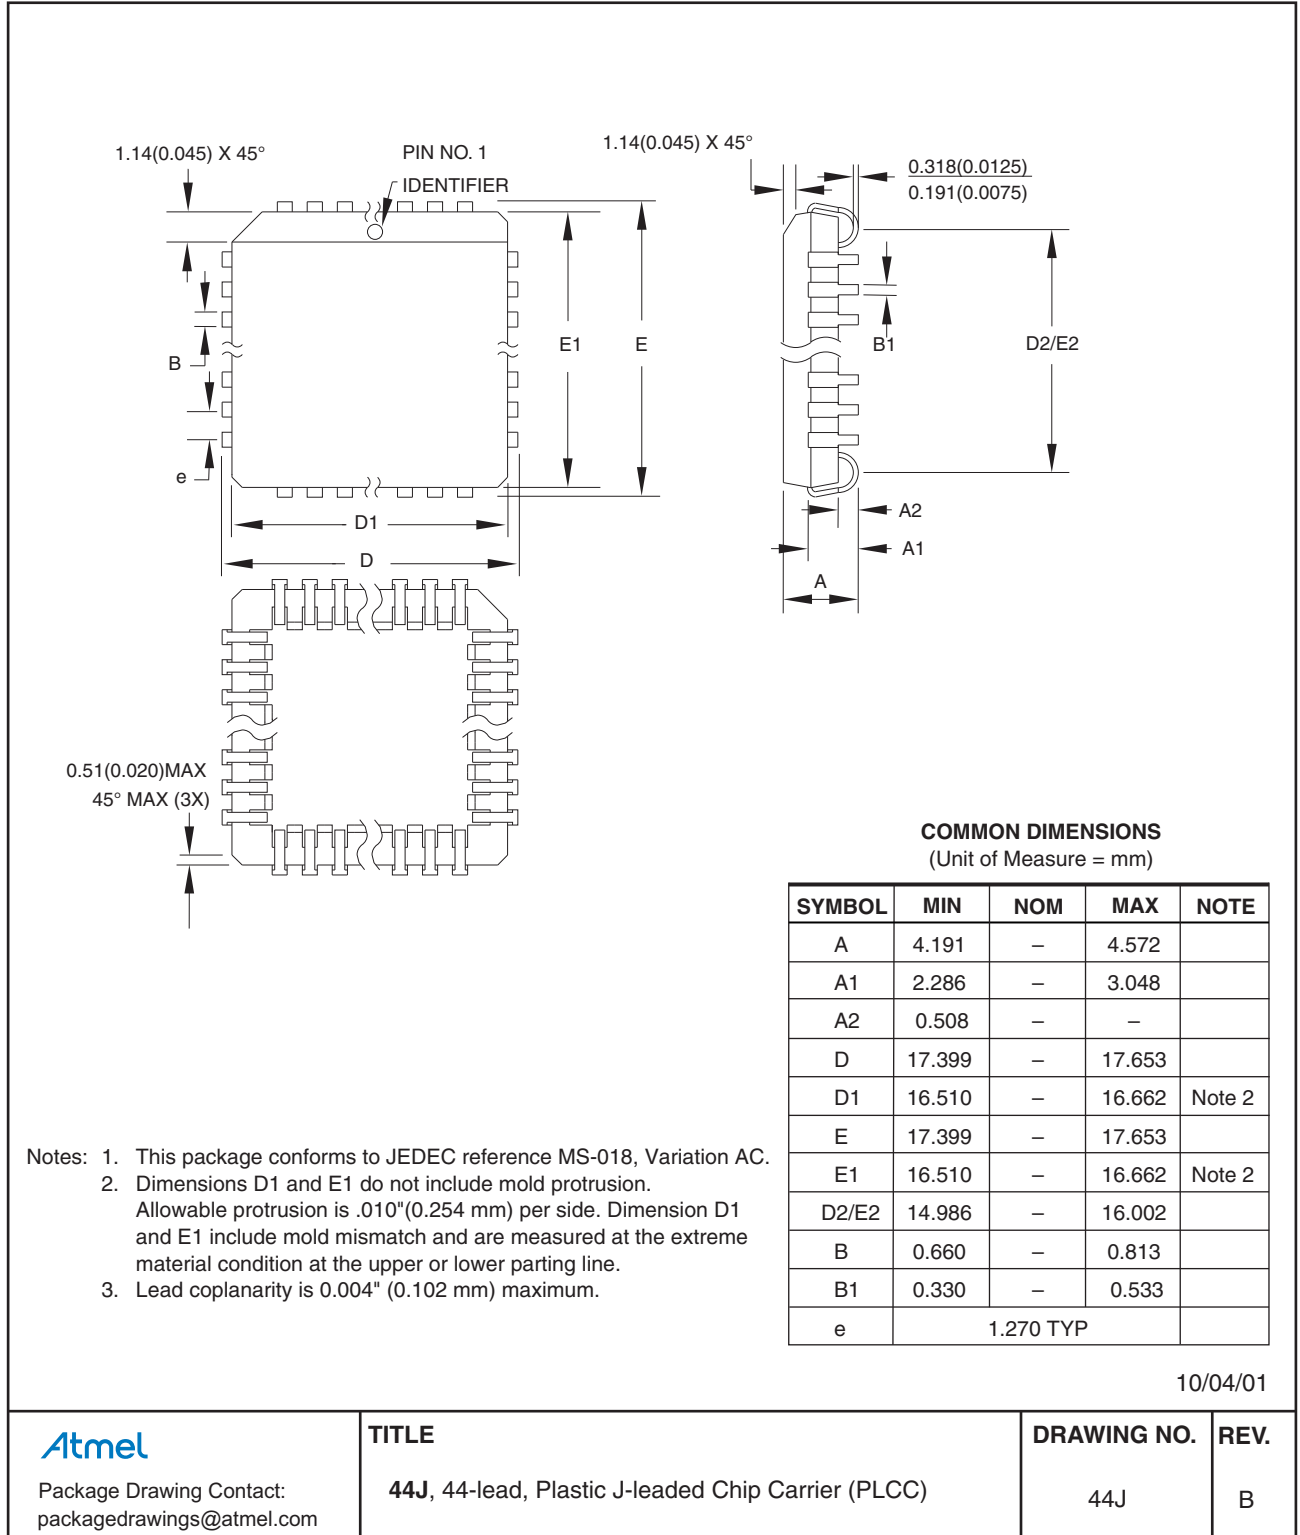 1.14(0.045) X 45°
PIN NO. 1
IDENTIFIER
1.14(0.045) X 45°
0.318(0.0125)
0.191(0.0075)
B
e
E1
E
B1
D2/E2
D1
D
A2
A1
A
0.51(0.020)MAX
45° MAX (3X)
COMMON DIMENSIONS
(Unit of Measure = mm)
SYMBOL MIN NOM MAX NOTE
A 4.191 – 4.572
A1 2.286 – 3.048
A2 0.508 – –
D 17.399 – 17.653
D1 16.510 – 16.662 Note 2
E 17.399 – 17.653
E1 16.510 – 16.662 Note 2
D2/E2 14.986 – 16.002
B 0.660 – 0.813
B1 0.330 – 0.533
e 1.270 TYP
Notes: 1. This package conforms to JEDEC reference MS-018, Variation AC.
2. Dimensions D1 and E1 do not include mold protrusion.
Allowable protrusion is .010"(0.254 mm) per side. Dimension D1
and E1 include mold mismatch and are measured at the extreme
material condition at the upper or lower parting line.
3. Lead coplanarity is 0.004" (0.102 mm) maximum.
10/04/01
Atmel
Package Drawing Contact:
packagedrawings@atmel.com
TITLE
44J, 44-lead, Plastic J-leaded Chip Carrier (PLCC)
DRAWING NO.
44J
REV.
B